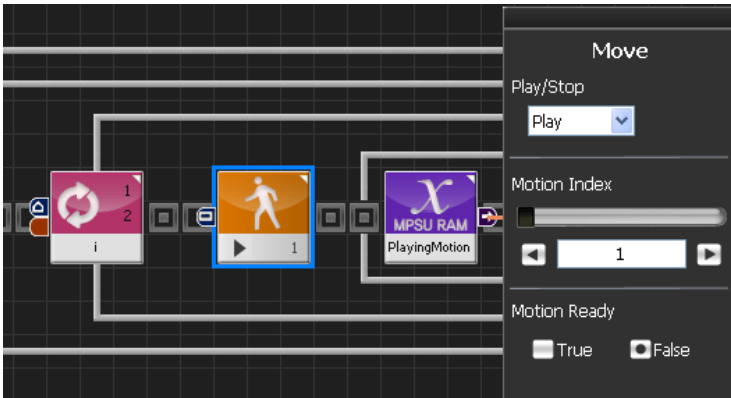 Move
Play/Stop
Play
Motion Index
1
Motion Ready
True False
1
2
i
1
X
MPSU RAM
PlayingMotion